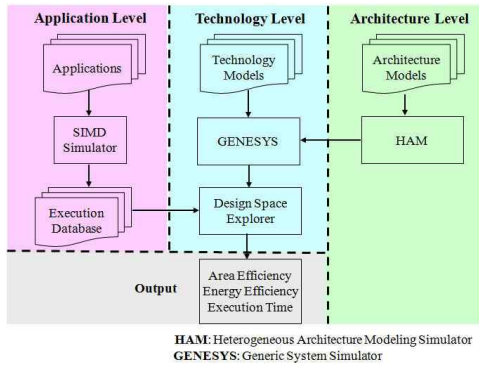 Application Level
Technology Level
Architecture Level
Applications
Technology
Models
Architecture
Models
SIMD
Simulator
GENESYS
HAM
Execution
Database
Design Space
Explorer
Output
Area Efficiency
Energy Efficiency
Execution Time
HAM: Heterogeneous Architecture Modeling Simulator
GENESYS: Generic System Simulator